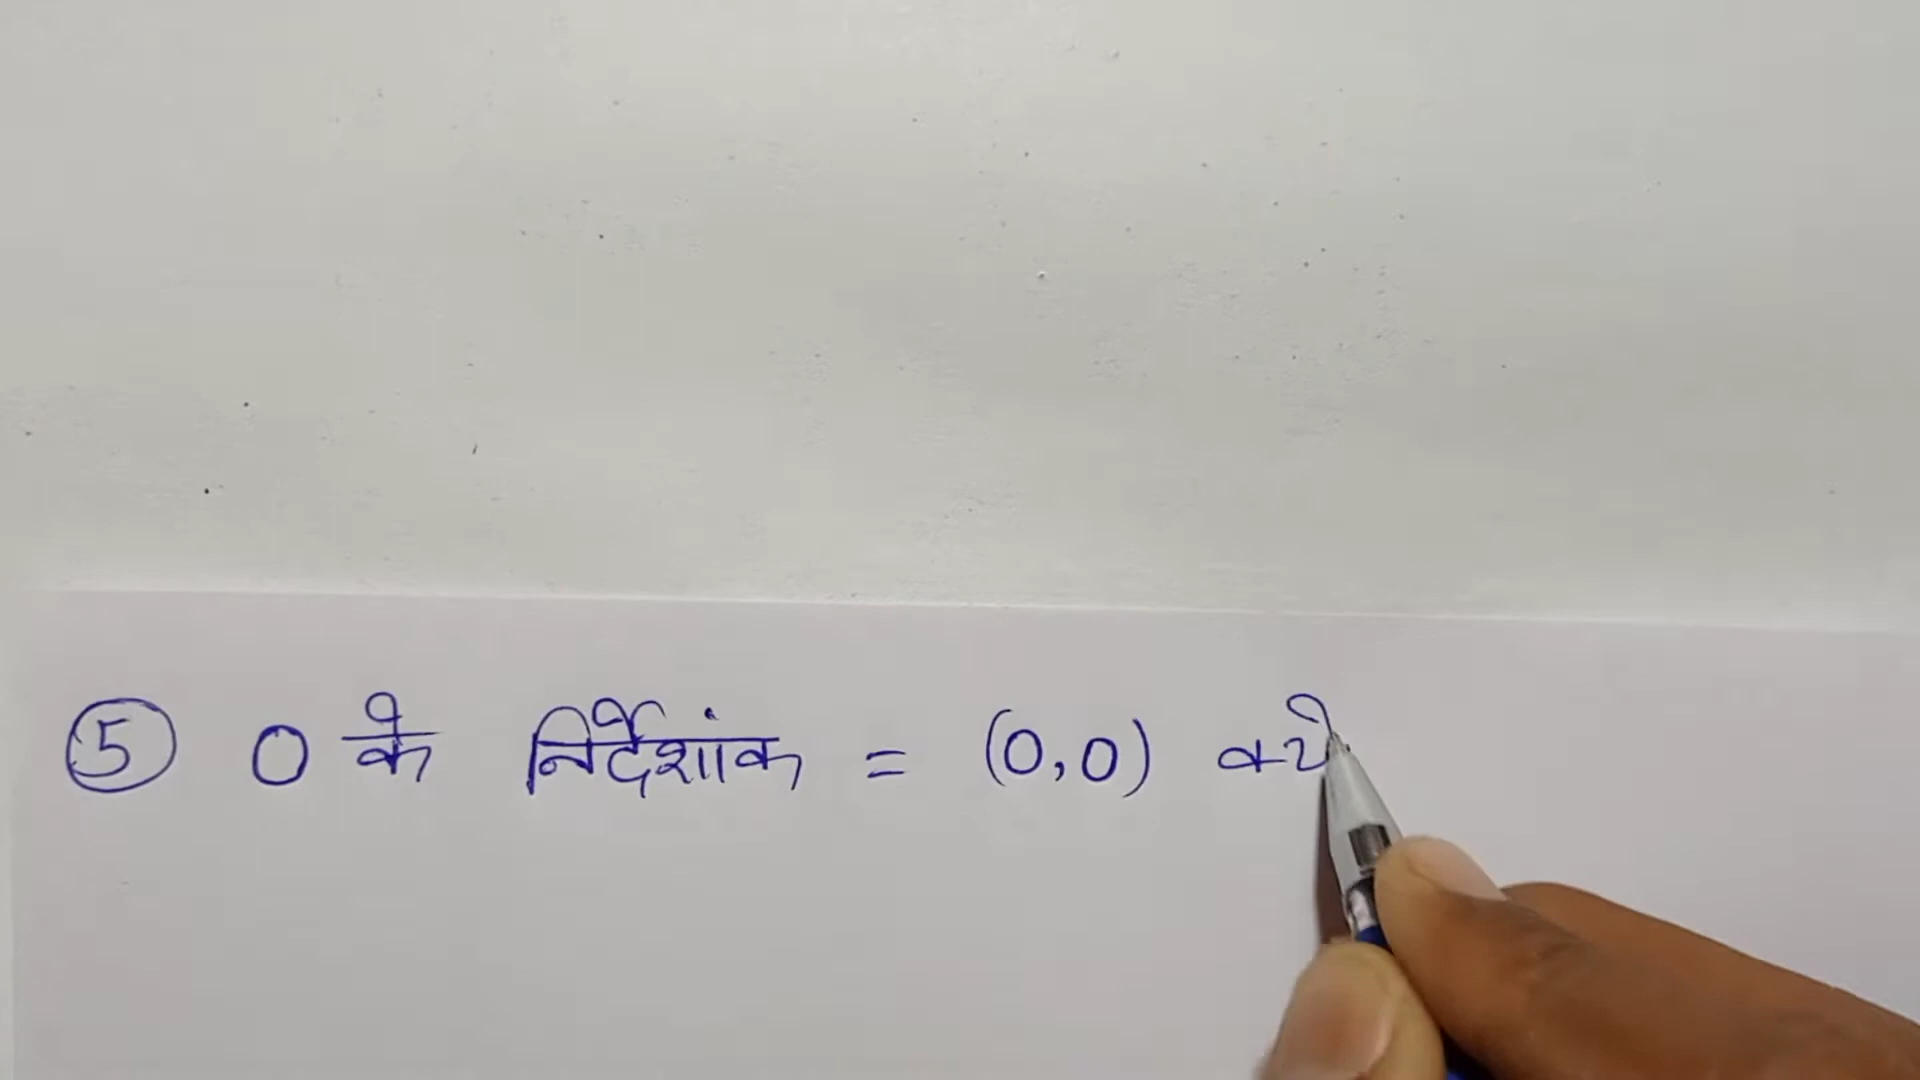 ⑤ O के निर्देशांक = (0,0)